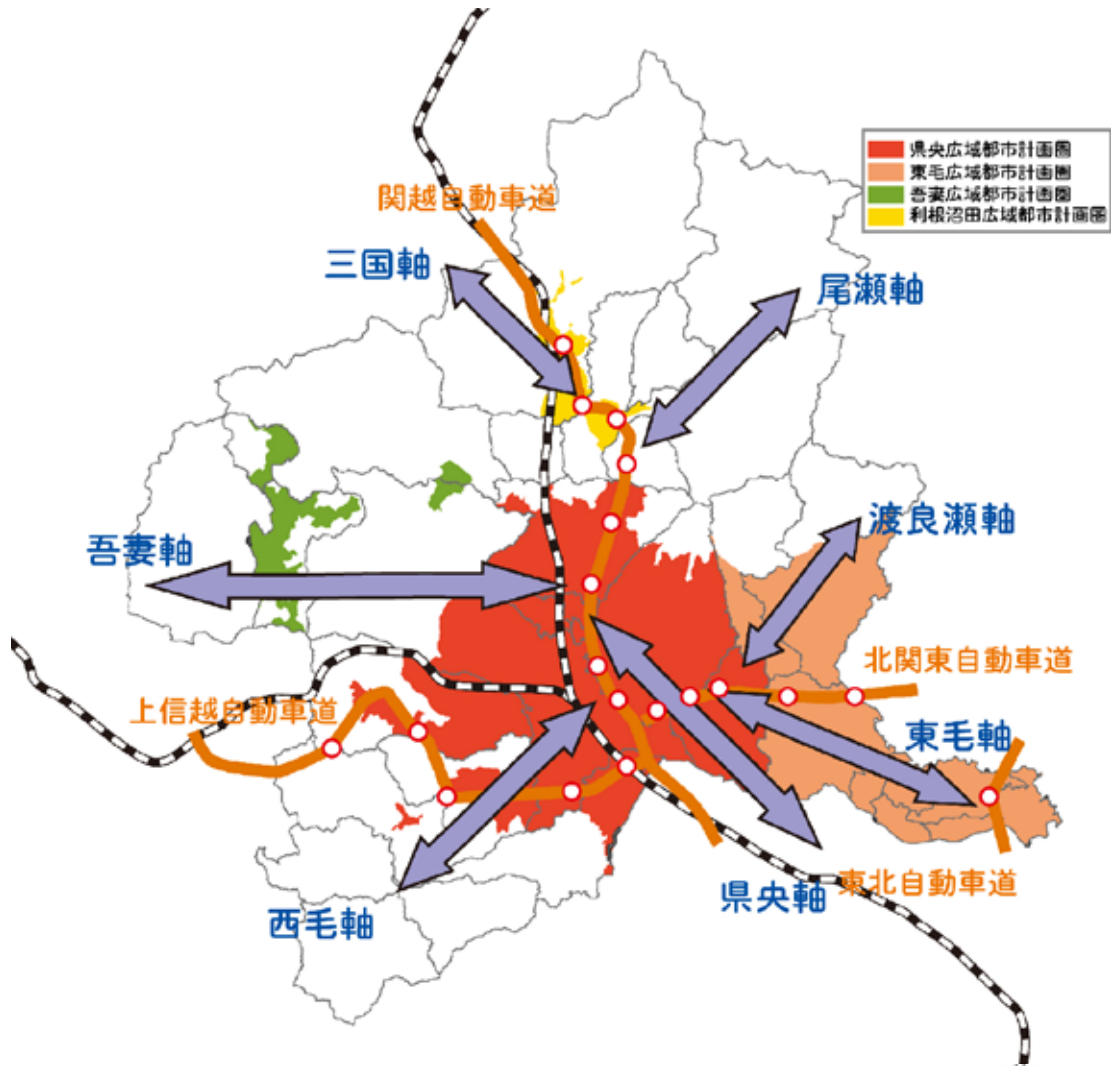 県央広域都市計画圏
東毛広域都市計画圏
吾妻広域都市計画圏
利根沼田広域都市計画圏
関越自動車道
三国軸
尾瀬軸
渡良瀬軸
吾妻軸
北関東自動車道
上信越自動車道
東毛軸
県央軸
東北自動車道
西毛軸